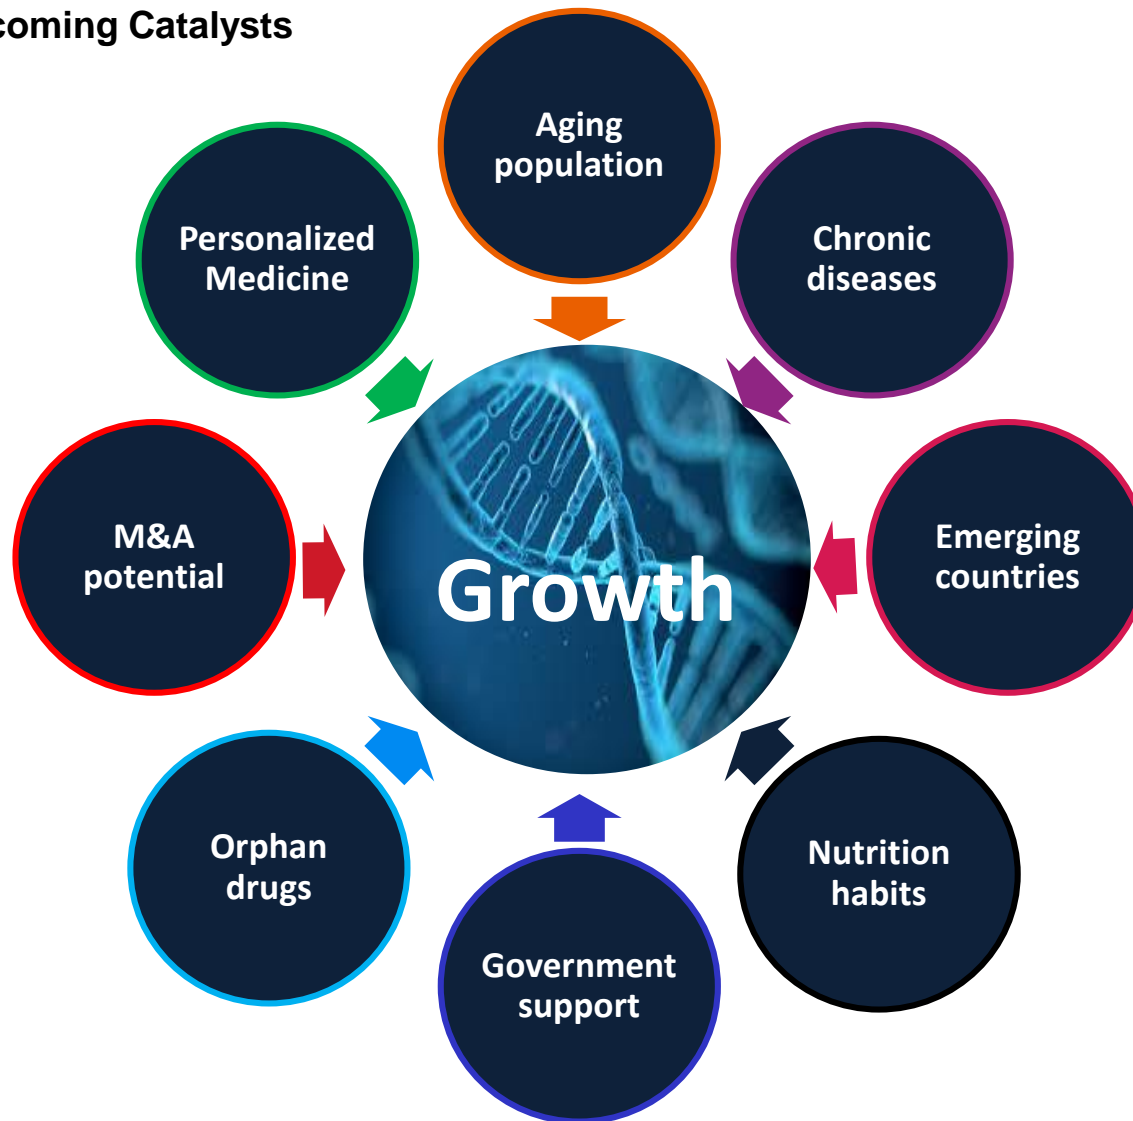 coming Catalysts
Aging
population
Personalized
Medicine
Chronic
diseases
M&A
potential
Growth
Emerging
countries
Orphan
drugs
Nutrition
habits
Government
support